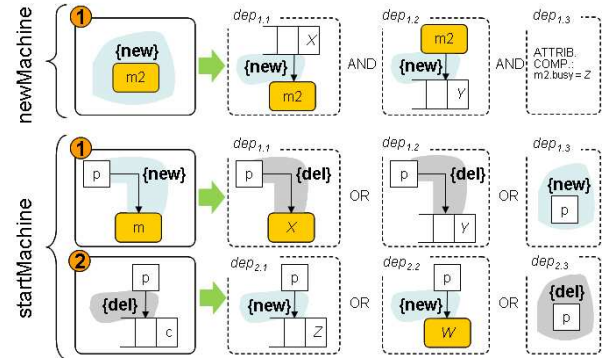 newMachine
1
{new}
m2
dep1.1
X
{new}
m2
AND
dep1.2
m2
{new}
Y
AND
dep1.3
ATTRIB.
COMP.:
m2.busy = Z
startMachine
1
p
{new}
m
dep1.1
p
{del}
X
OR
dep1.2
p
{del}
Y
OR
dep1.3
{new}
p
2
p
{del}
c
dep2.1
p
{new}
Z
OR
dep2.2
p
{new}
W
OR
dep2.3
{del}
p